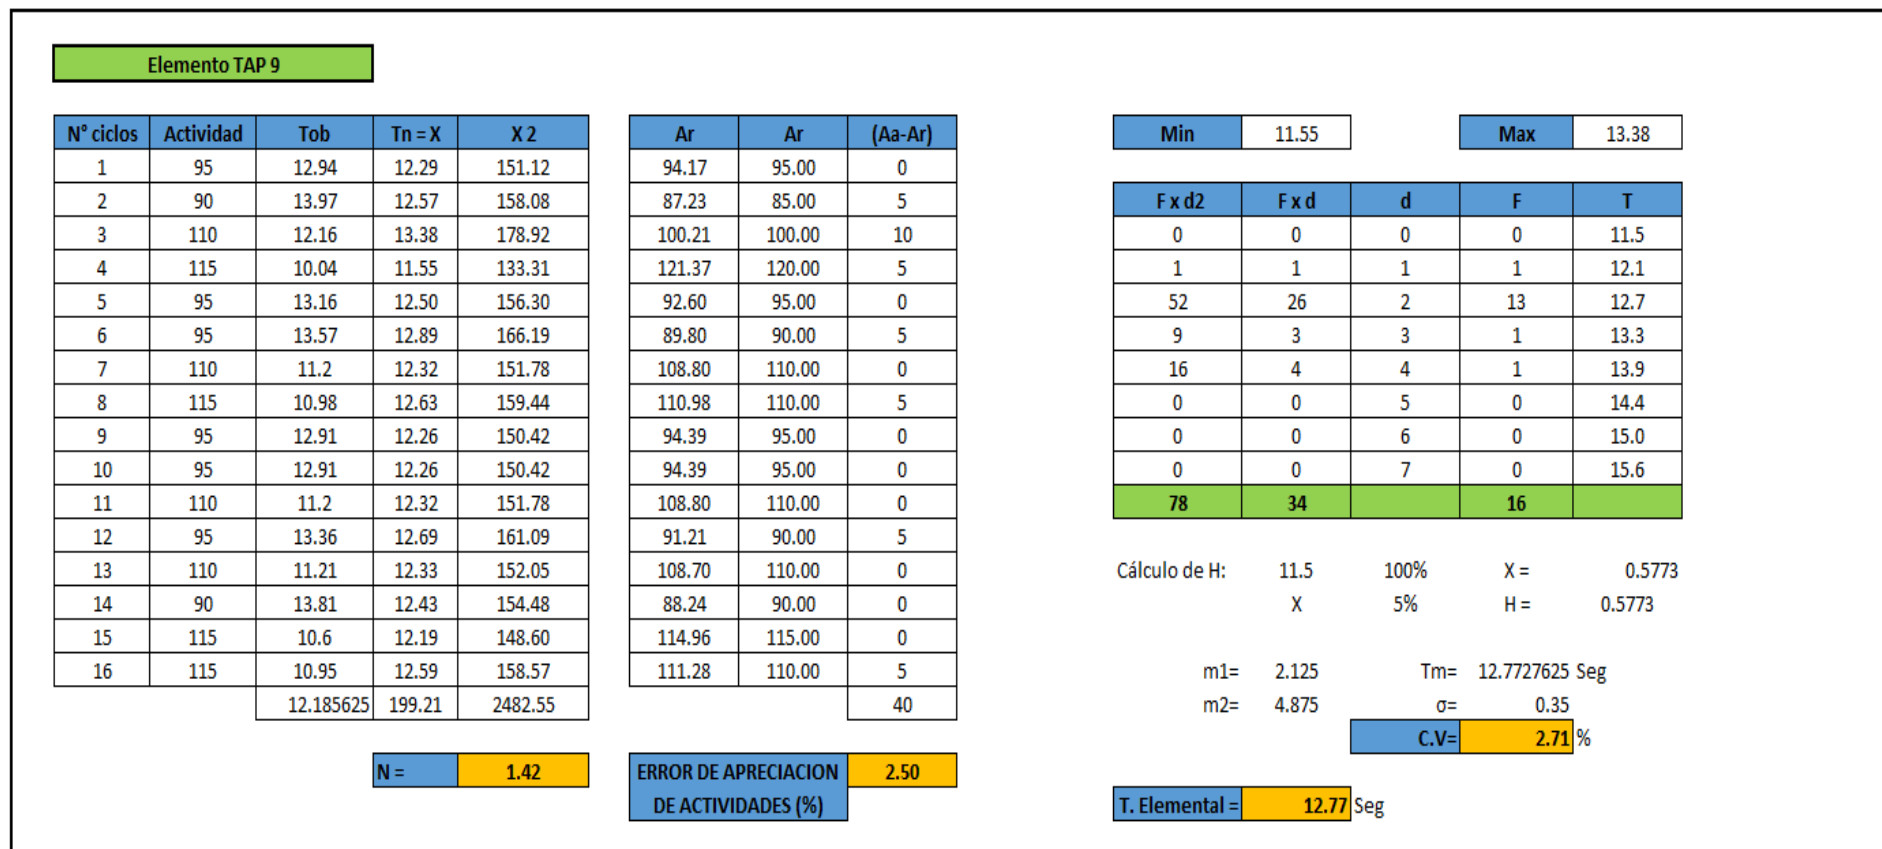 Elemento TAP 9
N° ciclos Actividad Tob Tn = X X 2 Ar Ar (Aa-Ar) Min 11.55 Max 13.38
1 95 12.94 12.29 151.12 94.17 95.00 0
2 90 13.97 12.57 158.08 87.23 85.00 5 F x d2 F x d d F T
3 110 12.16 13.38 178.92 100.21 100.00 10 0 0 0 0 11.5
4 115 10.04 11.55 133.31 121.37 120.00 5 1 1 1 1 12.1
5 95 13.16 12.50 156.30 92.60 95.00 0 52 26 2 13 12.7
6 95 13.57 12.89 166.19 89.80 90.00 5 9 3 3 1 13.3
7 110 11.2 12.32 151.78 108.80 110.00 0 16 4 4 1 13.9
8 115 10.98 12.63 159.44 110.98 110.00 5 0 0 5 0 14.4
9 95 12.91 12.26 150.42 94.39 95.00 0 0 0 6 0 15.0
10 95 12.91 12.26 150.42 94.39 95.00 0 0 0 7 0 15.6
11 110 11.2 12.32 151.78 108.80 110.00 0 78 34 16
12 95 13.36 12.69 161.09 91.21 90.00 5
13 110 11.21 12.33 152.05 108.70 110.00 0 Cálculo de H: 11.5 100% X = 0.5773
14 90 13.81 12.43 154.48 88.24 90.00 0 X 5% H = 0.5773
15 115 10.6 12.19 148.60 114.96 115.00 0
16 115 10.95 12.59 158.57 111.28 110.00 5 m1= 2.125 Tm= 12.7727625 Seg
12.185625 199.21 2482.55 40 m2= 4.875 σ= 0.35
C.V= 2.71 %
N = 1.42 ERROR DE APRECIACION 2.50
DE ACTIVIDADES (%) T. Elemental = 12.77 Seg